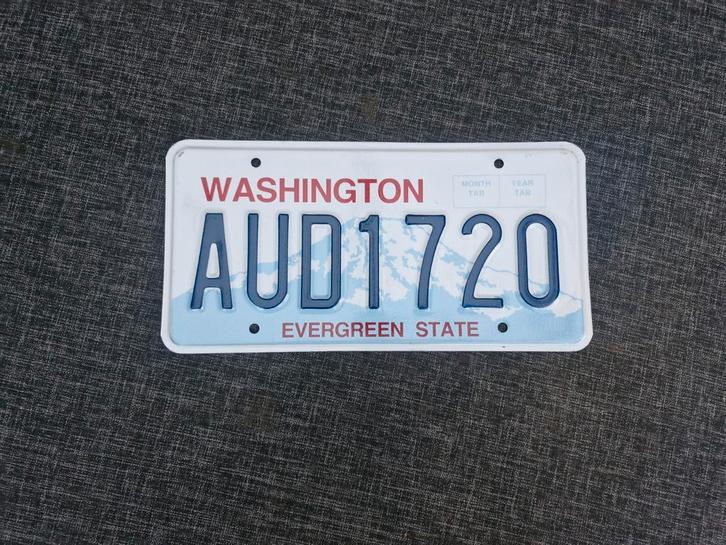 WASHINGTON
MONTH TAB
YEAR TAB
AUD1720
EVERGREEN STATE